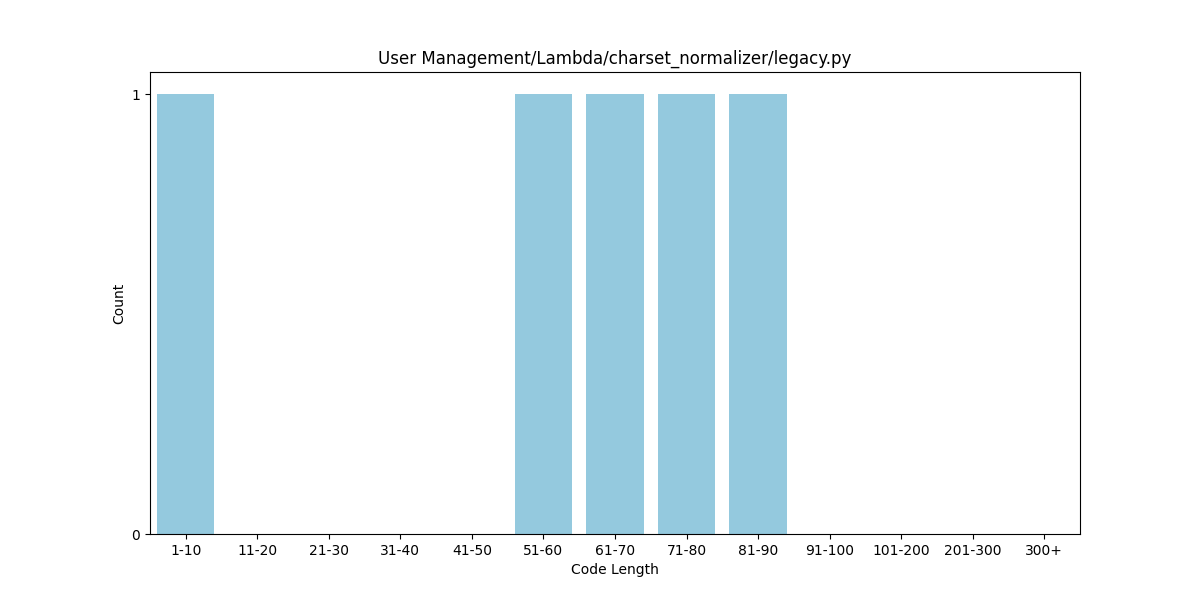 User Management/Lambda/charset_normalizer/legacy.py
1
0
Count
1-10 11-20 21-30 31-40 41-50 51-60 61-70 71-80 81-90 91-100 101-200 201-300 300+
Code Length